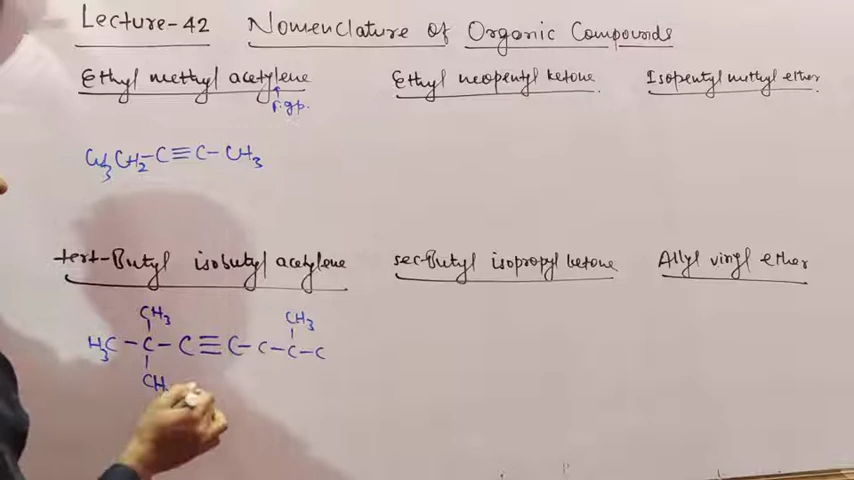 Lecture-42 Nomenclature of Organic Compounds
Ethyl methyl acetylene
Ethyl neopentyl ketone
Isopentyl methyl ether
F.gp.
CH3CH2-C≡C-CH3
tert-Butyl isobutyl acetylene
sec-Butyl isopropyl ketone
Allyl vinyl ether
CH3
CH3
H3C-C-C≡C-C-C-C
CH